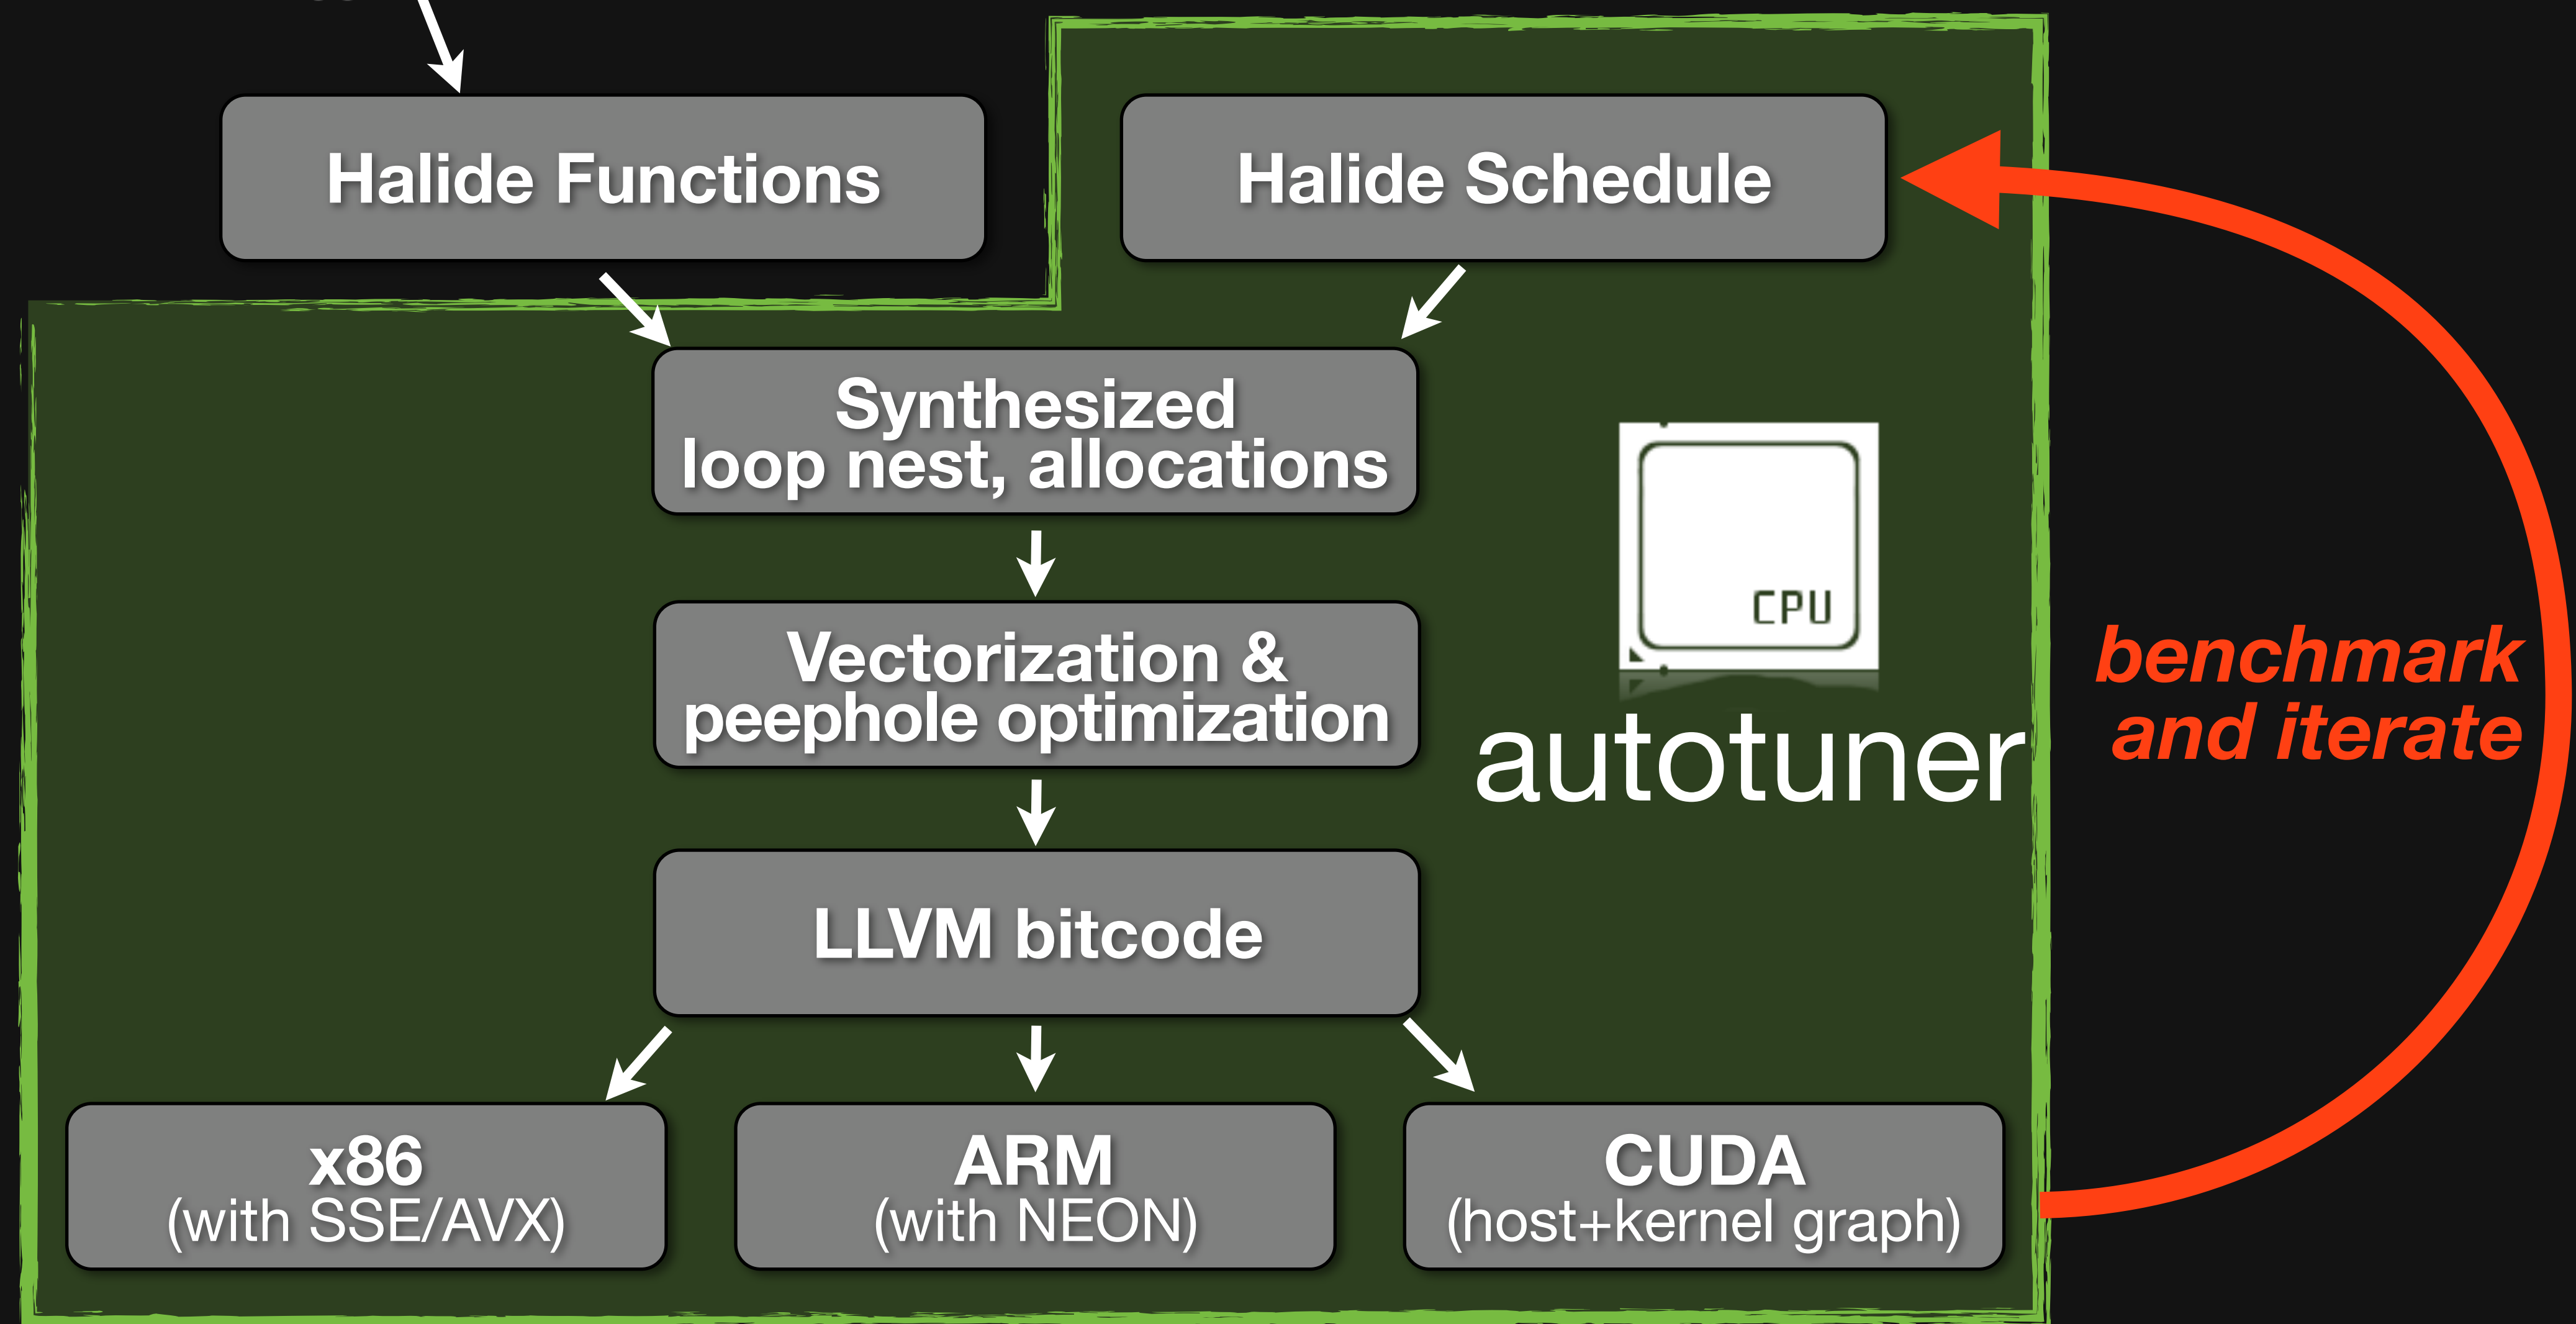 Halide Functions
Halide Schedule
Synthesized
loop nest, allocations
CPU
Vectorization &
peephole optimization
autotuner
benchmark
and iterate
LLVM bitcode
x86
(with SSE/AVX)
ARM
(with NEON)
CUDA
(host+kernel graph)